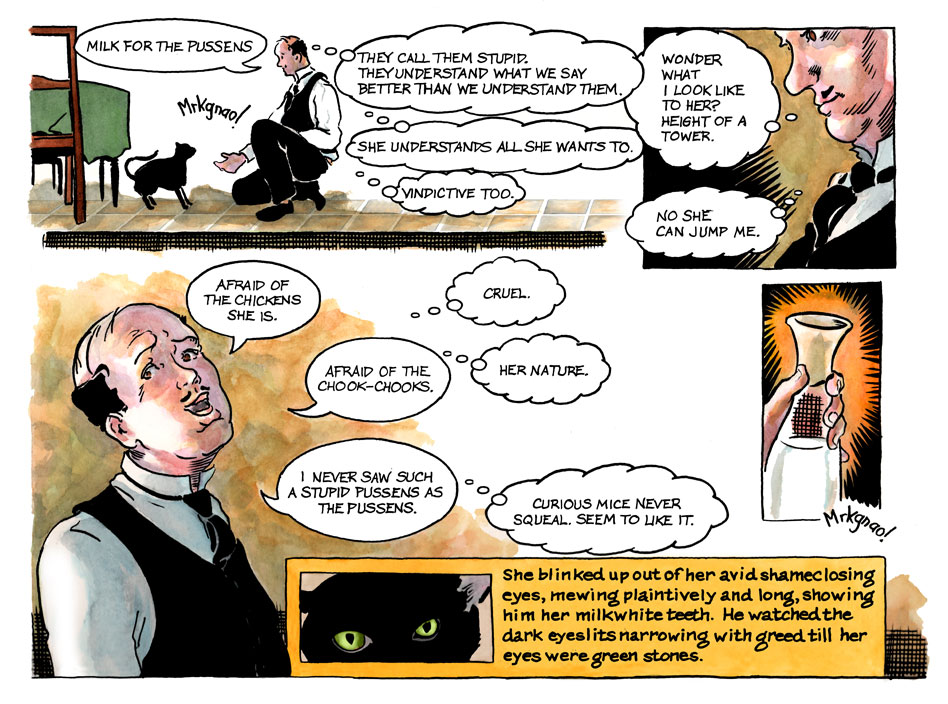 MILK FOR THE PUSSENS
Mrkgnao!
THEY CALL THEM STUPID.
THEY UNDERSTAND WHAT WE SAY
BETTER THAN WE UNDERSTAND THEM.
SHE UNDERSTANDS ALL SHE WANTS TO.
VINDICTIVE TOO.
WONDER
WHAT
I LOOK LIKE
TO HER?
HEIGHT OF A
TOWER.
NO SHE
CAN JUMP ME.
AFRAID OF
THE CHICKENS
SHE IS.
CRUEL.
AFRAID OF THE
CHOOK-CHOOKS.
HER NATURE.
I NEVER SAW SUCH
A STUPID PUSSENS AS
THE PUSSENS.
CURIOUS MICE NEVER
SQUEAL. SEEM TO LIKE IT.
Mrkgnao!
She blinked up out of her avid shameclosing
eyes, mewing plaintively and long, showing
him her milkwhite teeth. He watched the
dark eyeslits narrowing with greed till her
eyes were green stones.